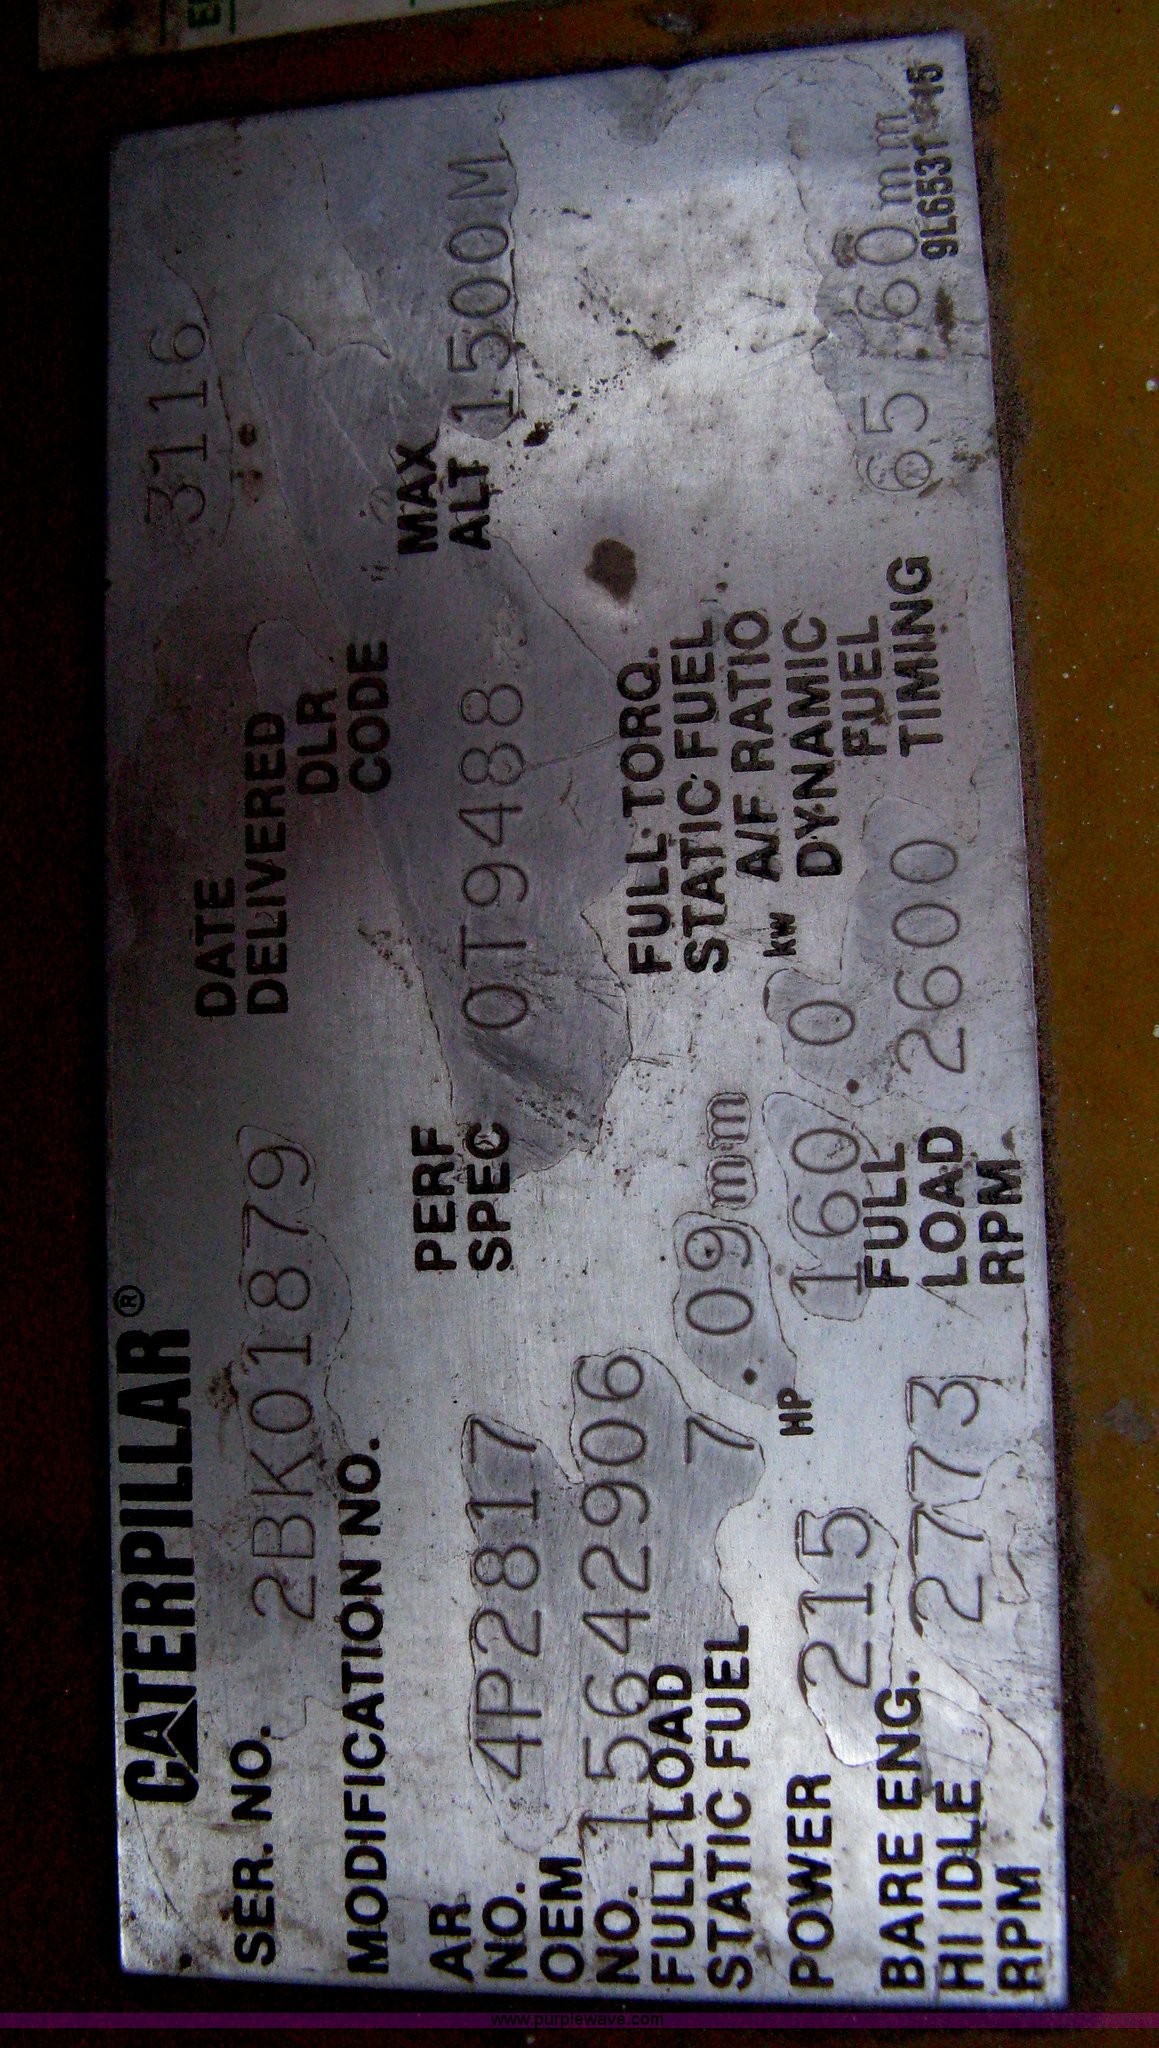 CATERPILLAR® 3116
SER. NO. 2BK01879 DATE DELIVERED
MODIFICATION NO. DLR CODE
AR NO. 4P2817 PERF SPEC 0T9488 MAX ALT 1500M
OEM NO. 15642906
FULL LOAD STATIC FUEL 7.09mm FULL TORQ. STATIC FUEL
POWER 215 HP 160.0 KW A/F RATIO DYNAMIC
BARE ENG. HI IDLE RPM 2773 FULL LOAD RPM 2600 FUEL TIMING 65.60mm
9L6531
www.purplewave.com